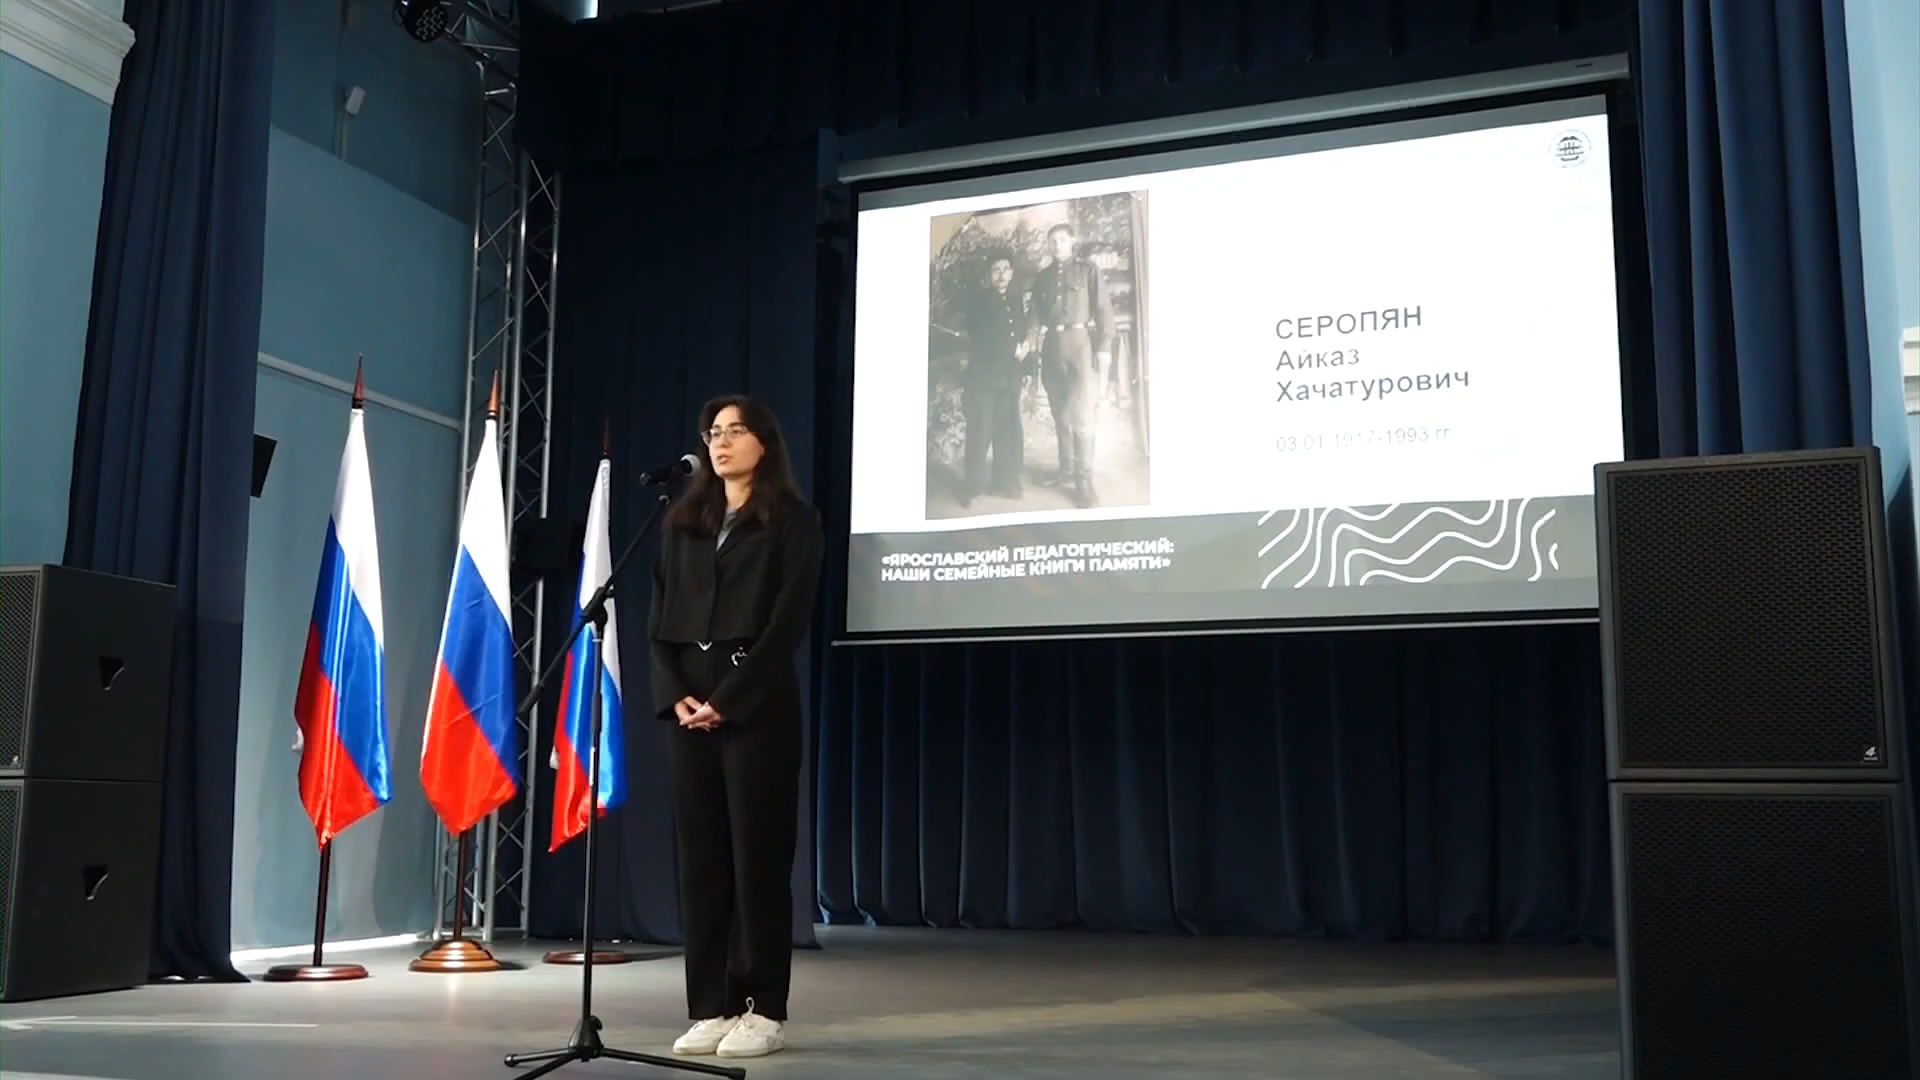 СЕРОПЯН
Айказ
Хачатурович
03.01.1917-1993 гг
«ЯРОСЛАВСКИЙ ПЕДАГОГИЧЕСКИЙ:
НАШИ СЕМЕЙНЫЕ КНИГИ ПАМЯТИ»